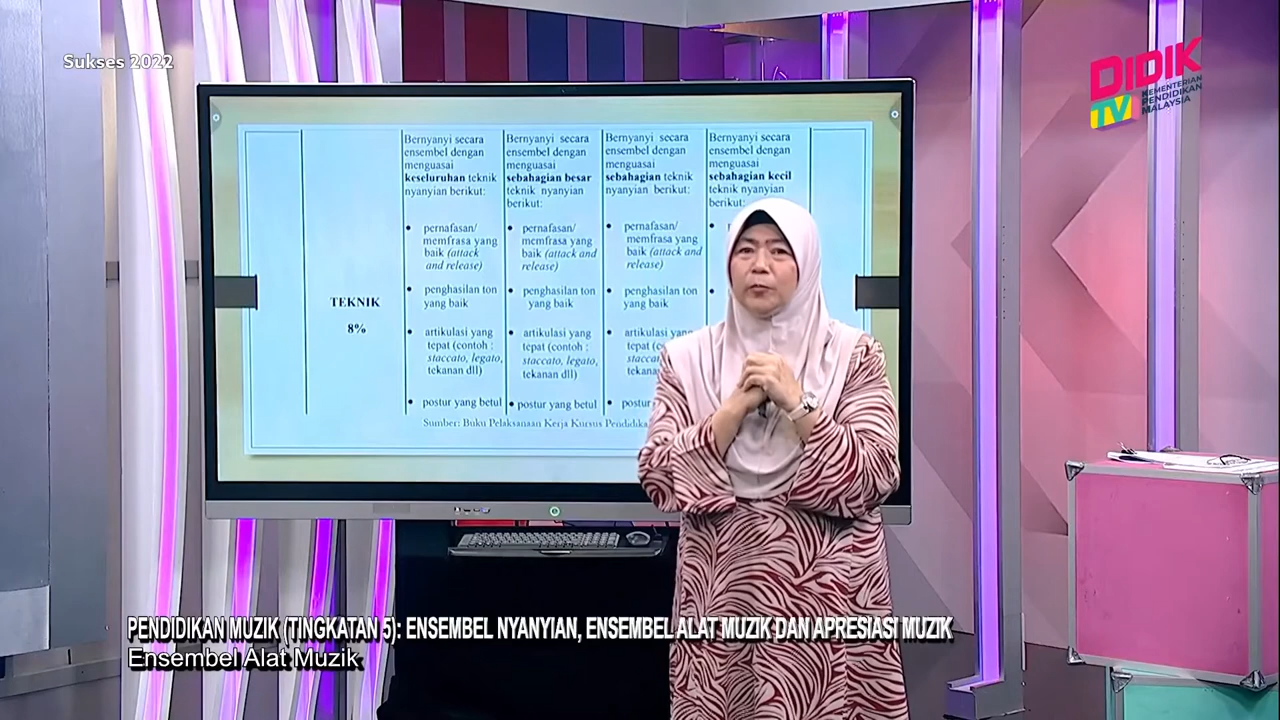 Sukses 2022
DIDIK
TV
KEMENTERIAN
PENDIDIKAN
MALAYSIA
TEKNIK
8%
Bernyanyi secara
ensembel dengan
menguasai
keseluruhan teknik
nyanyian berikut:
• pernafasan/
memfrasa yang
baik (attack
and release)
• penghasilan ton
yang baik
• artikulasi yang
tepat (contoh :
staccato, legato,
tekanan dll)
• postur yang betul
Bernyanyi secara
ensembel dengan
menguasai
sebahagian besar
teknik nyanyian
berikut:
• pernafasan/
memfrasa yang
baik (attack and
release)
• penghasilan ton
yang baik
• artikulasi yang
tepat (contoh :
staccato, legato,
tekanan dll)
• postur yang betul
Bernyanyi secara
ensembel dengan
menguasai
sebahagian teknik
nyanyian berikut:
• pernafasan/
memfrasa yang
baik (attack and
release)
• penghasilan ton
yang baik
• artikulasi yang
tepat
• postur
Bernyanyi secara
ensembel dengan
menguasai
sebahagian kecil
teknik nyanyian
berikut:
Sumber: Buku Pelaksanaan Kerja Kursus
PENDIDIKAN MUZIK (TINGKATAN 5): ENSEMBEL NYANYIAN, ENSEMBEL ALAT MUZIK DAN APRESIASI MUZIK
Ensembel Alat Muzik